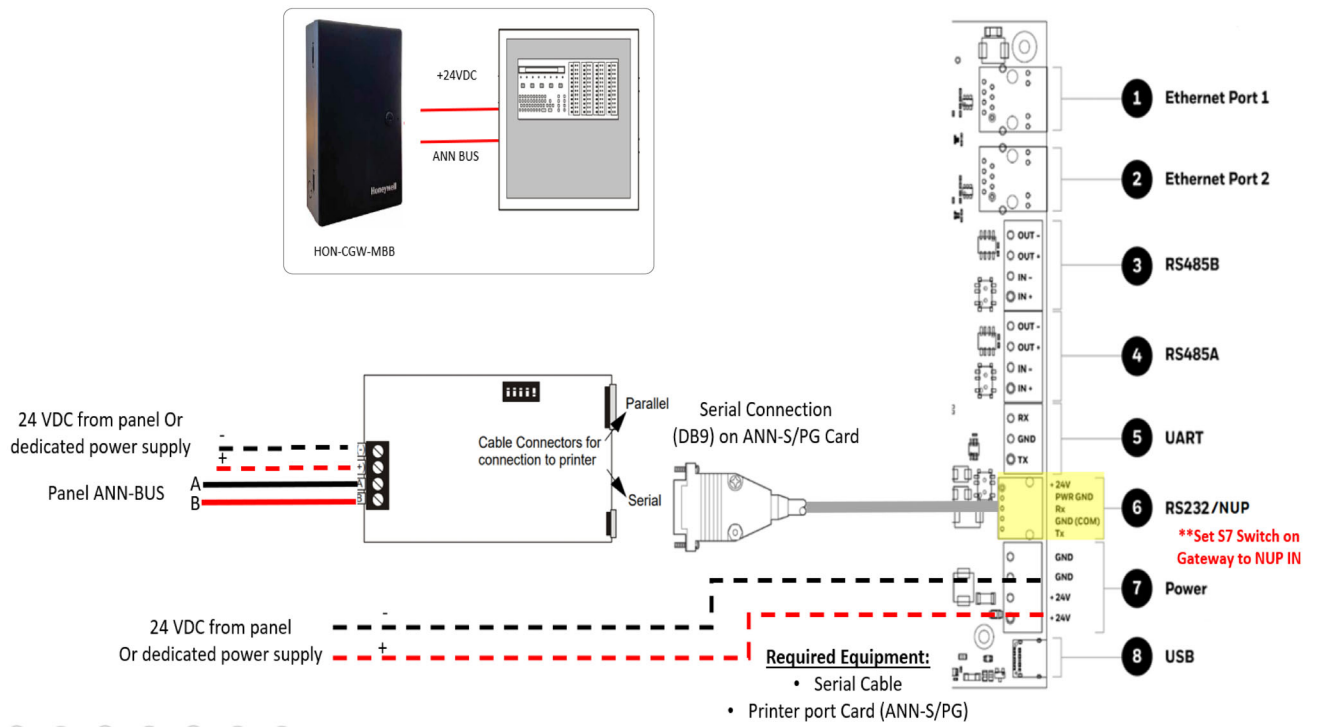 +24VDC
ANN BUS
Honeywell
HON-CGW-MBB
1 Ethernet Port 1
2 Ethernet Port 2
OUT -
OUT +
IN -
IN +
3 RS485B
OUT -
OUT +
IN -
IN +
4 RS485A
RX
GND
TX
5 UART
+ 24V
PWR GND
Rx
GND (COM)
Tx
6 RS232/NUP
**Set S7 Switch on
Gateway to NUP IN
GND
GND
+ 24V
+ 24V
7 Power
8 USB
24 VDC from panel Or
dedicated power supply
-
+
Panel ANN-BUS
A
B
Parallel
Cable Connectors for
connection to printer
Serial
Serial Connection
(DB9) on ANN-S/PG Card
24 VDC from panel
Or dedicated power supply
-
+
Required Equipment:
• Serial Cable
• Printer port Card (ANN-S/PG)